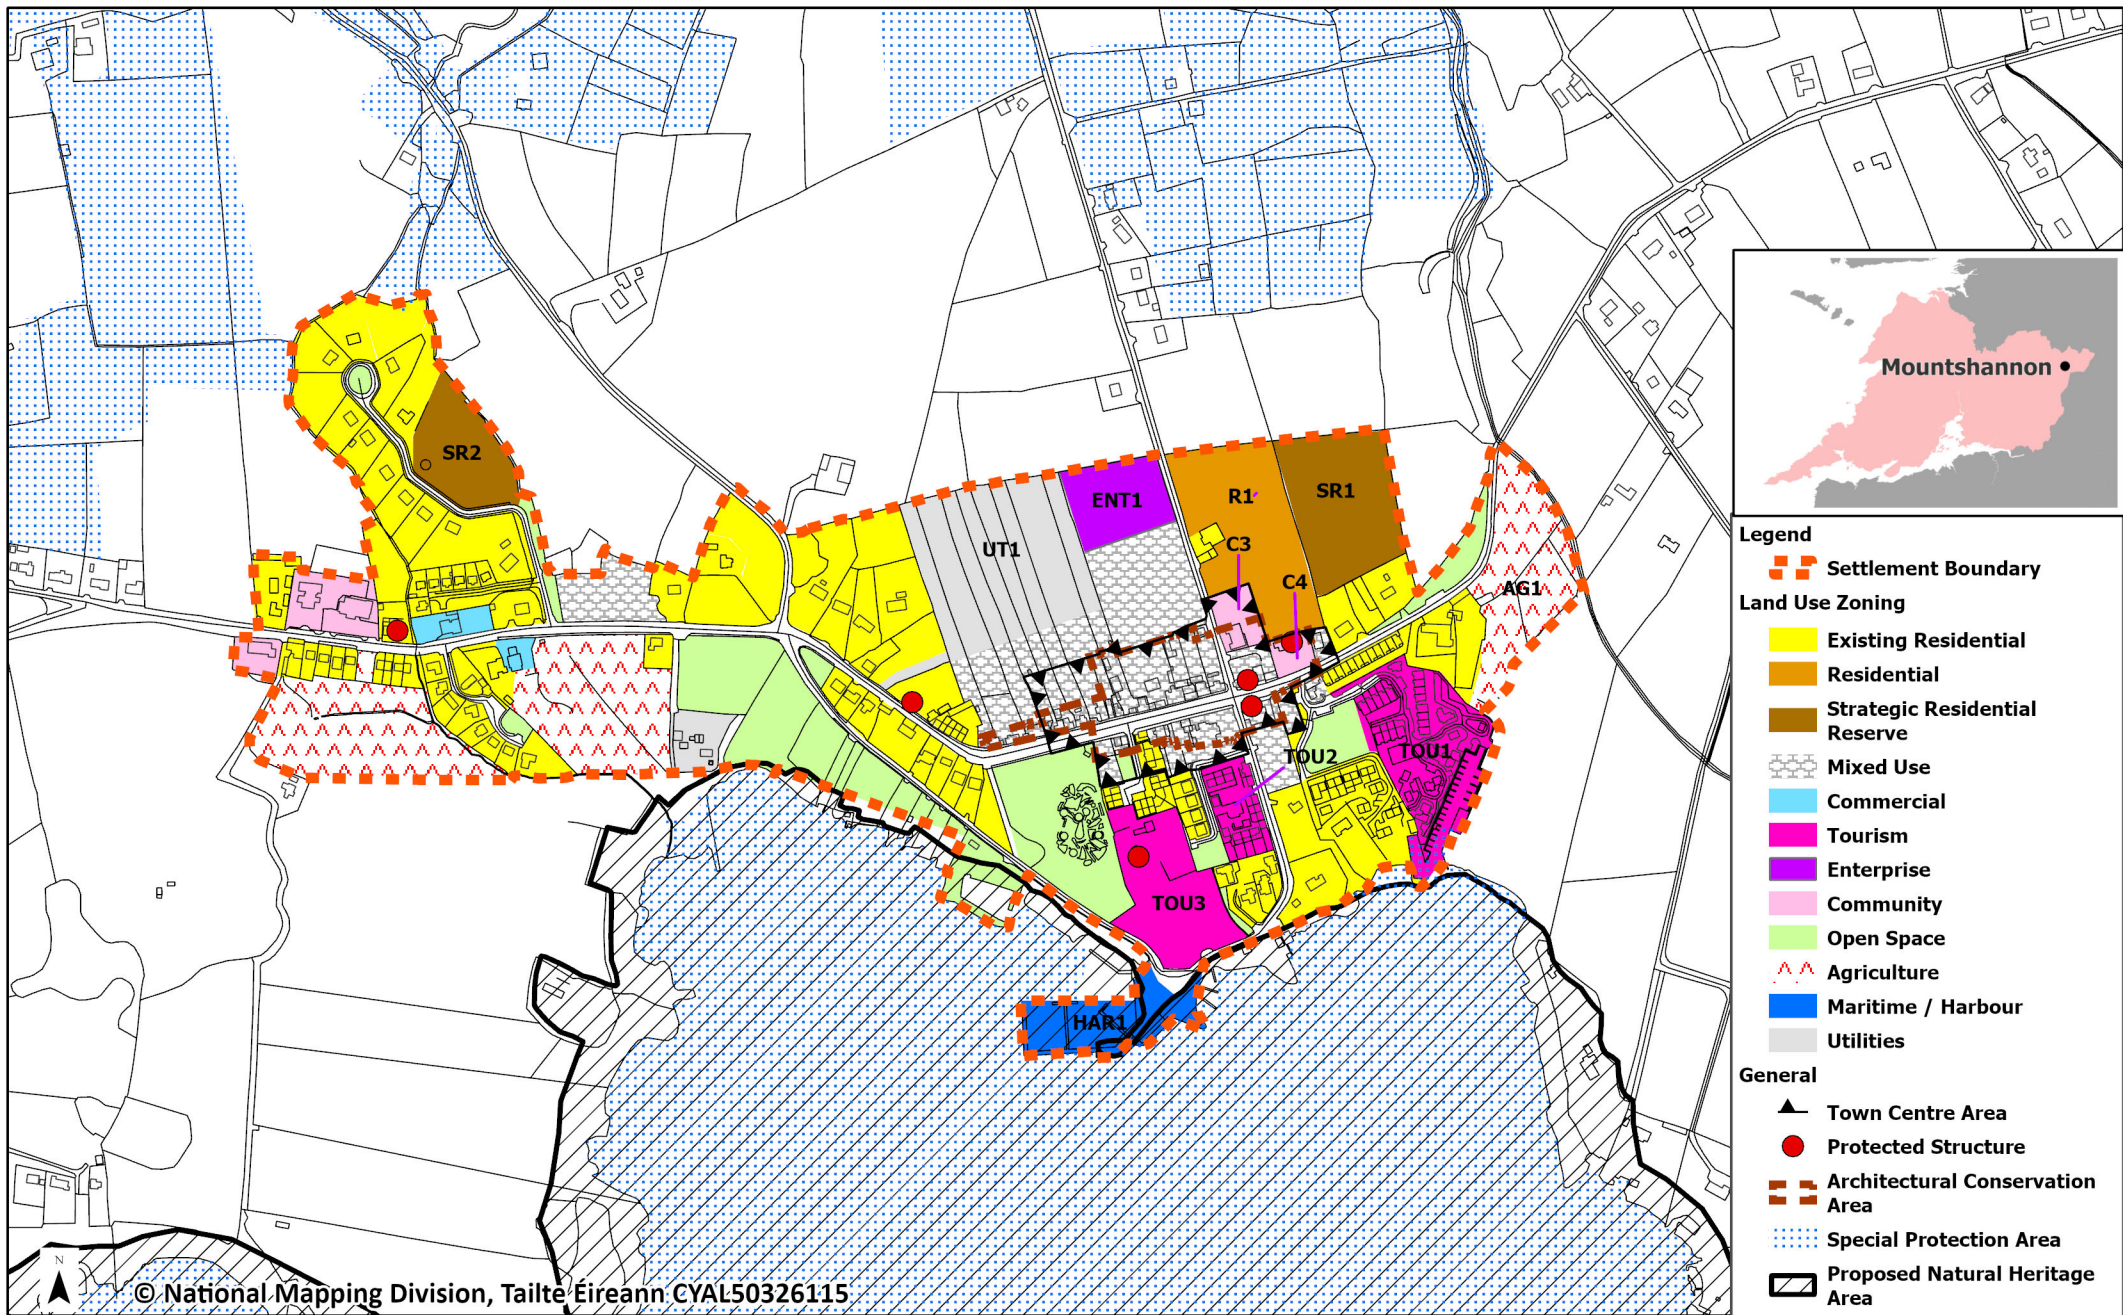 SR2
ENT1
R1
SR1
UT1
C3
C4
AG1
TOU2
TOU1
TOU3
HAR1
Mountshannon
Legend
Settlement Boundary
Land Use Zoning
Existing Residential
Residential
Strategic Residential
Reserve
Mixed Use
Commercial
Tourism
Enterprise
Community
Open Space
Agriculture
Maritime / Harbour
Utilities
General
Town Centre Area
Protected Structure
Architectural Conservation
Area
Special Protection Area
Proposed Natural Heritage
Area
N
© National Mapping Division, Tailte Éireann CYAL50326115